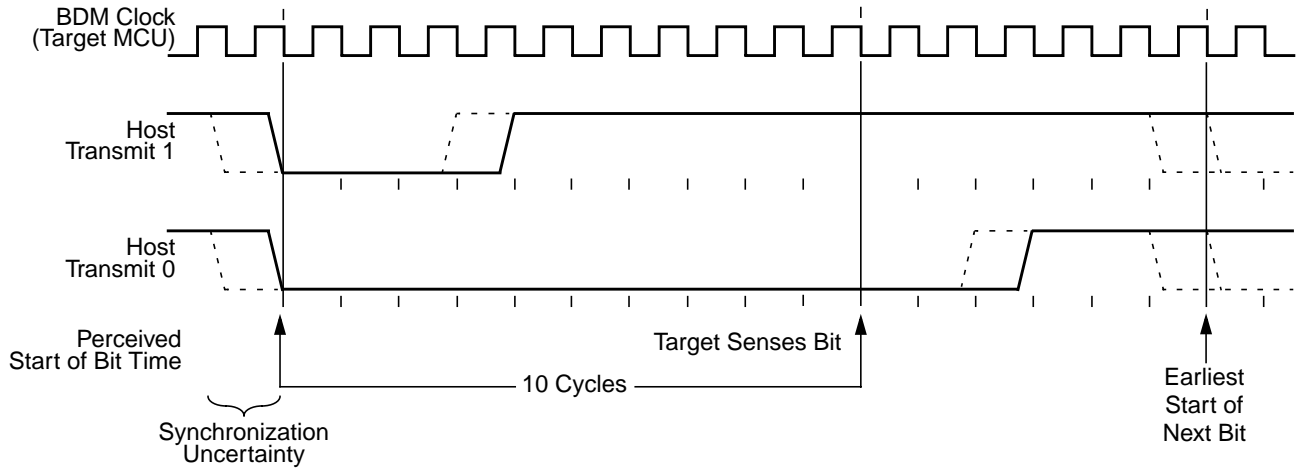 BDM Clock
(Target MCU)
Host
Transmit 1
Host
Transmit 0
Perceived
Start of Bit Time
Target Senses Bit
10 Cycles
Earliest
Start of
Next Bit
Synchronization
Uncertainty